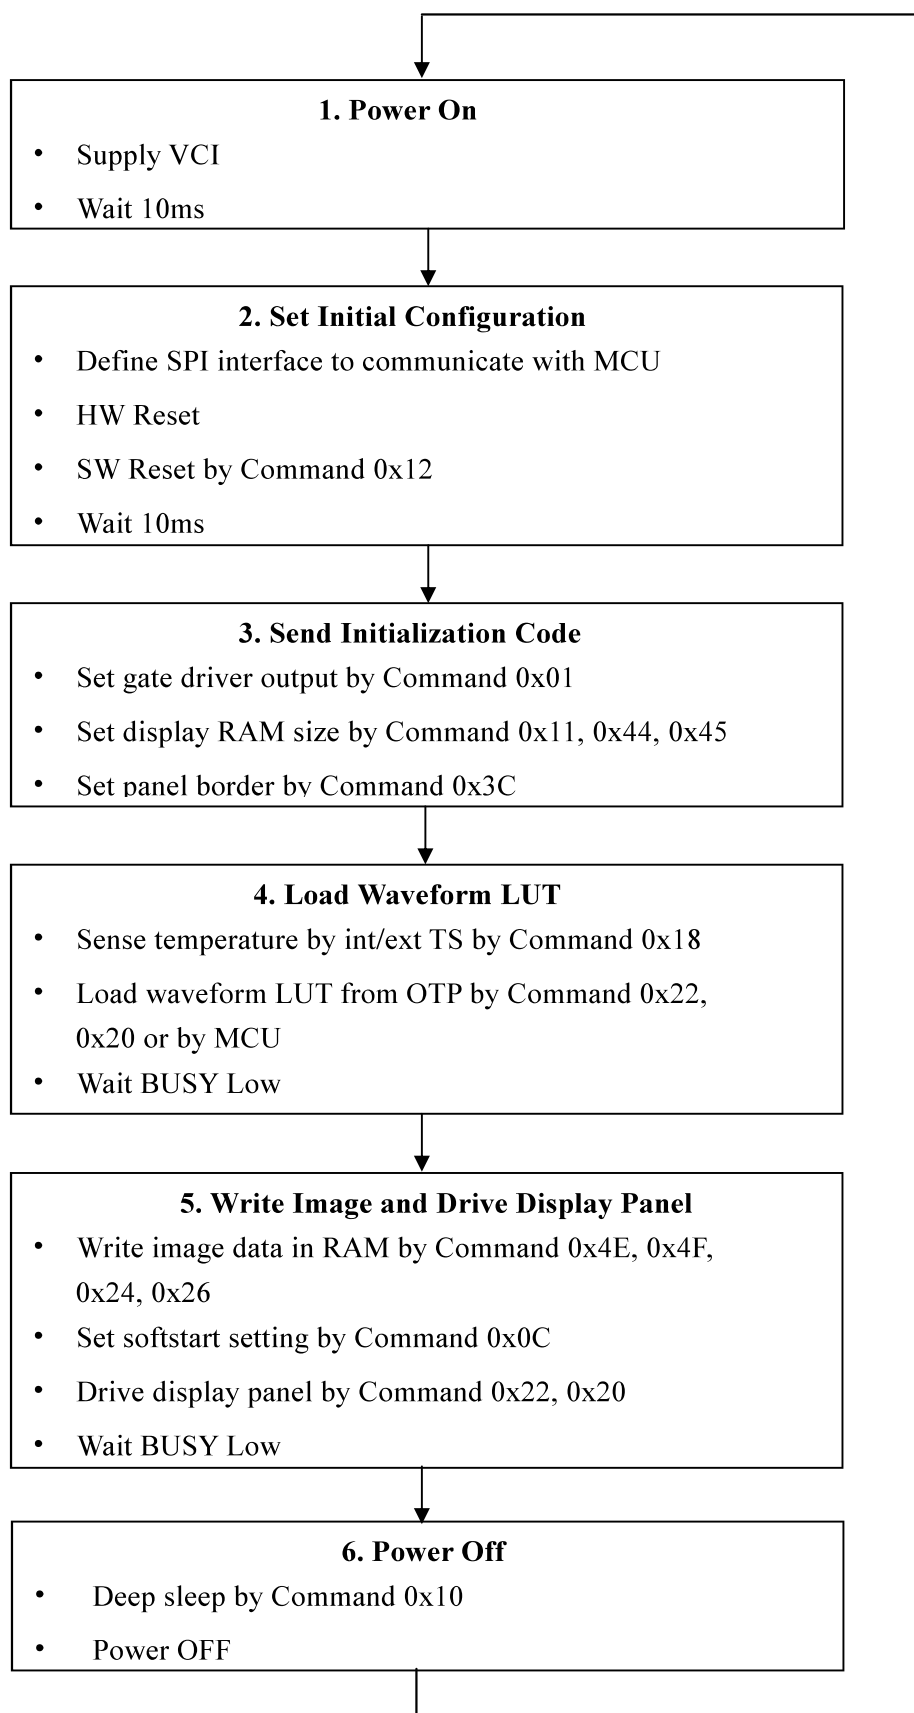 1. Power On
• Supply VCI
• Wait 10ms
2. Set Initial Configuration
• Define SPI interface to communicate with MCU
• HW Reset
• SW Reset by Command 0x12
• Wait 10ms
3. Send Initialization Code
• Set gate driver output by Command 0x01
• Set display RAM size by Command 0x11, 0x44, 0x45
• Set panel border by Command 0x3C
4. Load Waveform LUT
• Sense temperature by int/ext TS by Command 0x18
• Load waveform LUT from OTP by Command 0x22,
0x20 or by MCU
• Wait BUSY Low
5. Write Image and Drive Display Panel
• Write image data in RAM by Command 0x4E, 0x4F,
0x24, 0x26
• Set softstart setting by Command 0x0C
• Drive display panel by Command 0x22, 0x20
• Wait BUSY Low
6. Power Off
• Deep sleep by Command 0x10
• Power OFF